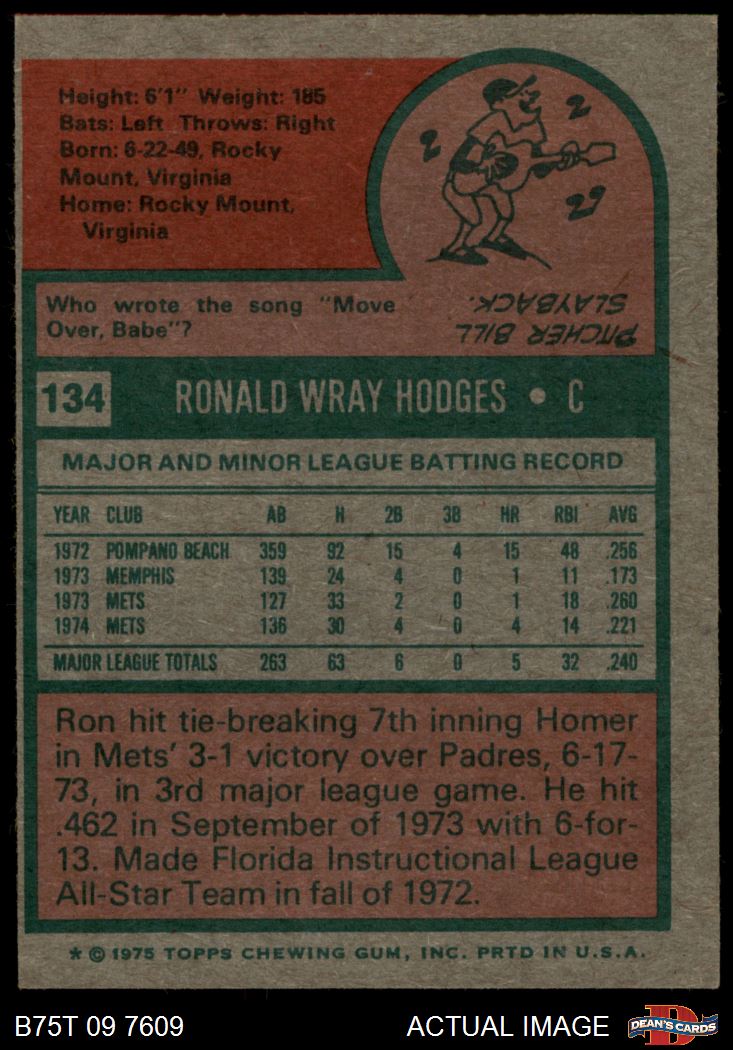 Height: 6'1" Weight: 185
Bats: Left Throws: Right
Born: 6-22-49, Rocky
Mount, Virginia
Home: Rocky Mount,
Virginia
Who wrote the song "Move
Over, Babe"?
PITCHER BILL
SLAYBACK.
134 RONALD WRAY HODGES • C
MAJOR AND MINOR LEAGUE BATTING RECORD
YEAR CLUB AB H 2B 3B HR RBI AVG
1972 POMPANO BEACH 359 92 15 4 15 48 .256
1973 MEMPHIS 139 24 4 0 1 11 .173
1973 METS 127 33 2 0 1 18 .260
1974 METS 136 30 4 0 4 14 .221
MAJOR LEAGUE TOTALS 263 63 6 0 5 32 .240
Ron hit tie-breaking 7th inning Homer
in Mets' 3-1 victory over Padres, 6-17-
73, in 3rd major league game. He hit
.462 in September of 1973 with 6-for-
13. Made Florida Instructional League
All-Star Team in fall of 1972.
* © 1975 TOPPS CHEWING GUM, INC. PRTD IN U.S.A.
B75T 09 7609 ACTUAL IMAGE DEAN'S CARDS